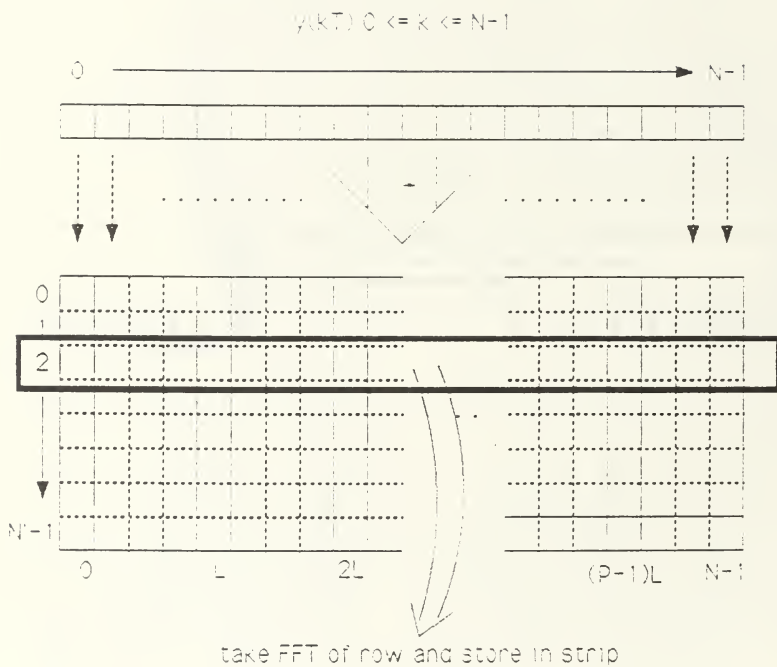 y(kT) 0 <= k <= N-1
0 N-1
0
1
2
N'-1
0 L 2L (P-1)L N-1
take FFT of row and store in strip